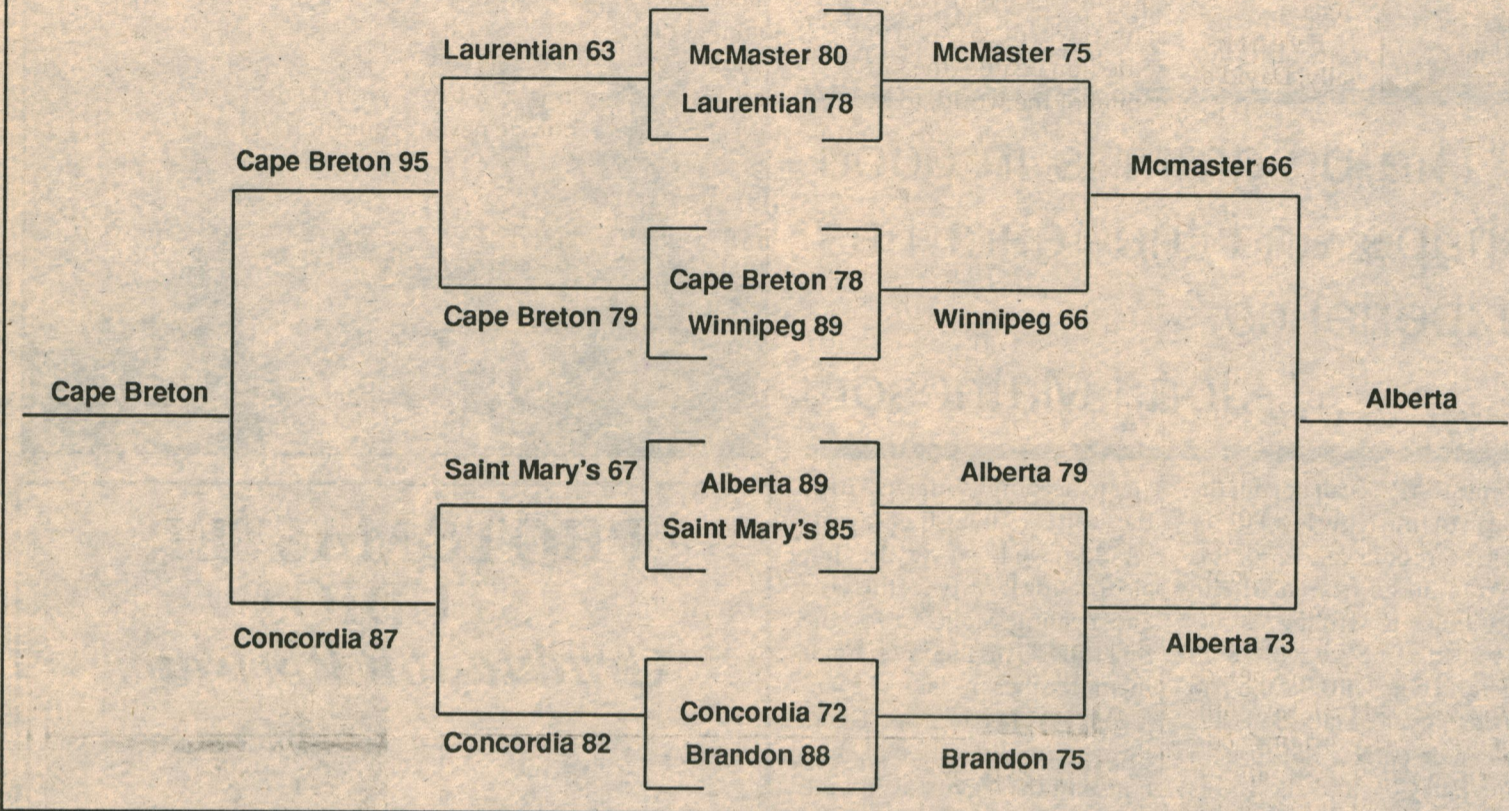 Laurentian 63
McMaster 80
McMaster 75
Laurentian 78
Cape Breton 95
Mcmaster 66
Cape Breton 78
Cape Breton 79
Winnipeg 89
Winnipeg 66
Cape Breton
Alberta
Saint Mary's 67
Alberta 89
Alberta 79
Saint Mary's 85
Concordia 87
Alberta 73
Concordia 72
Concordia 82
Brandon 88
Brandon 75